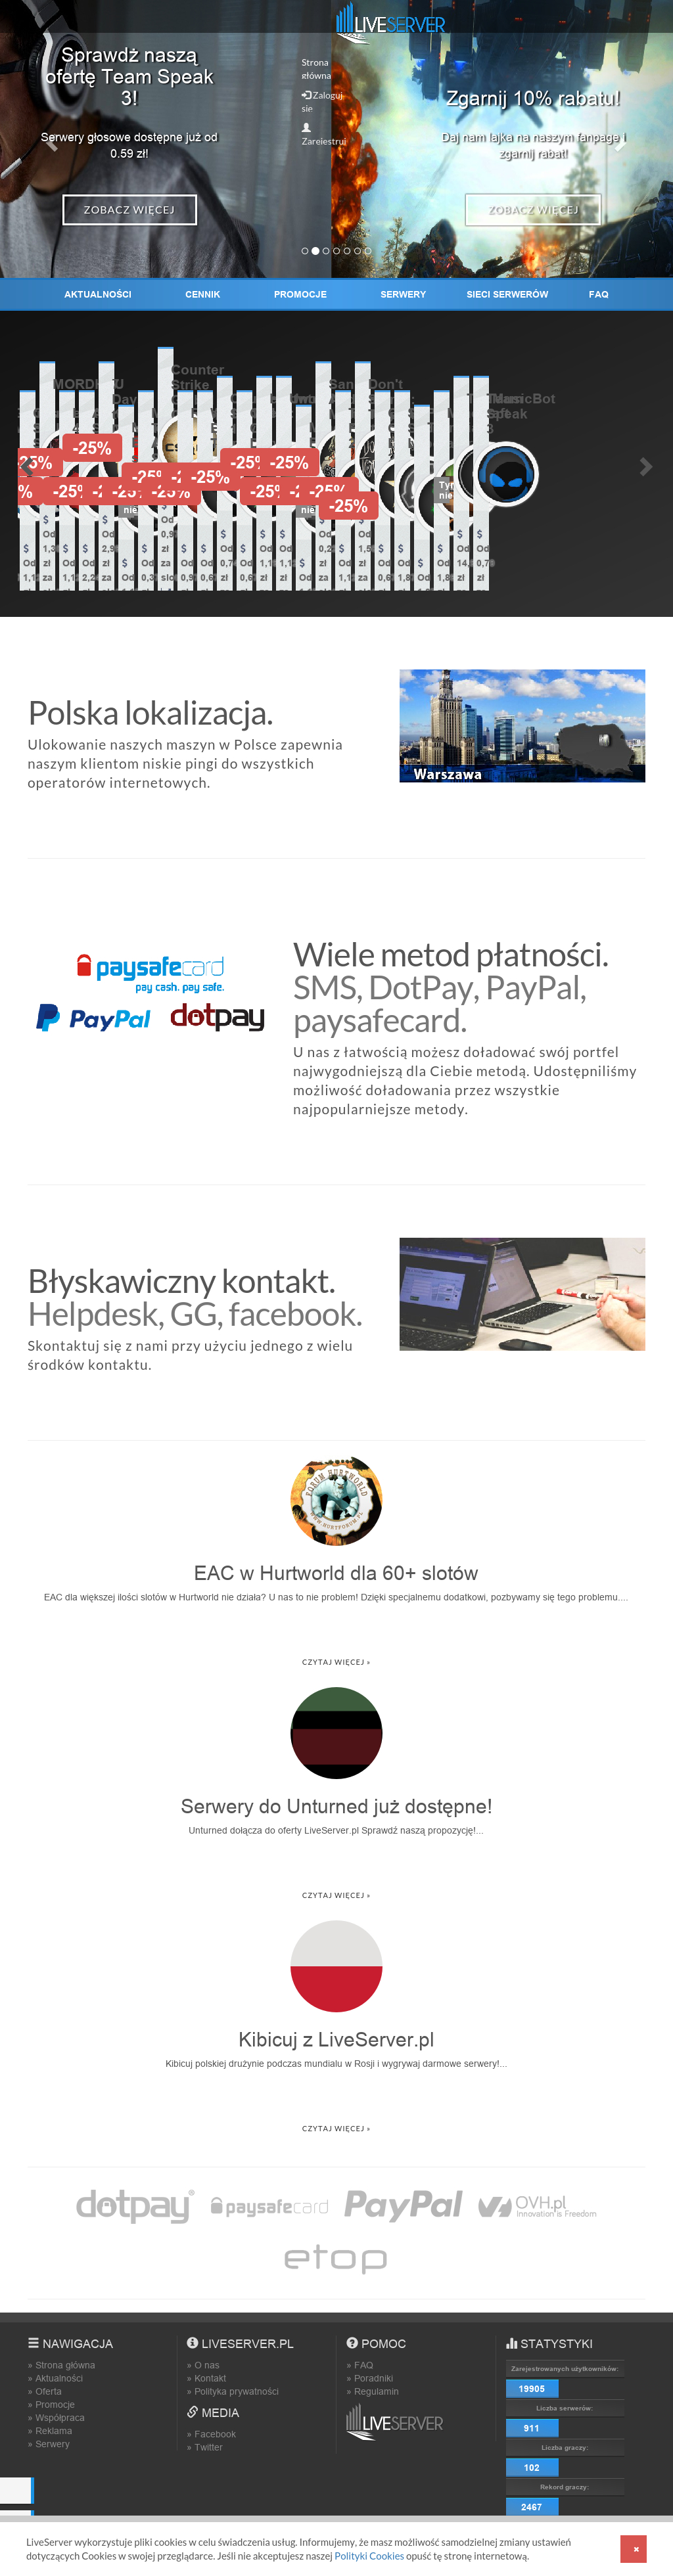 LIVESERVER
Sprawdź naszą
ofertę Team Speak
3!
Serwery głosowe dostępne już od
0.59 zł!
ZOBACZ WIĘCEJ
Strona
główna
Zaloguj
się
Zarejestruj
Zgarnij 10% rabatu!
Daj nam lajka na naszym fanpage i
zgarnij rabat!
ZOBACZ WIĘCEJ
AKTUALNOŚCI CENNIK PROMOCJE SERWERY SIECI SERWERÓW FAQ
Counter
Strike
Don't
-25%
-25%
-25%
-25%
Polska lokalizacja.
Ulokowanie naszych maszyn w Polsce zapewnia
naszym klientom niskie pingi do wszystkich
operatorów internetowych.
Warszawa
paysafecard
pay cash. pay safe.
PayPal dotpay
Wiele metod płatności.
SMS, DotPay, PayPal,
paysafecard.
U nas z łatwością możesz doładować swój portfel
najwygodniejszą dla Ciebie metodą. Udostępniliśmy
możliwość doładowania przez wszystkie
najpopularniejsze metody.
Błyskawiczny kontakt.
Helpdesk, GG, facebook.
Skontaktuj się z nami przy użyciu jednego z wielu
środków kontaktu.
EAC w Hurtworld dla 60+ slotów
EAC dla większej ilości slotów w Hurtworld nie działa? U nas to nie problem! Dzięki specjalnemu dodatkowi, pozbywamy się tego problemu....
CZYTAJ WIĘCEJ »
Serwery do Unturned już dostępne!
Unturned dołącza do oferty LiveServer.pl Sprawdź naszą propozycję!...
CZYTAJ WIĘCEJ »
Kibicuj z LiveServer.pl
Kibicuj polskiej drużynie podczas mundialu w Rosji i wygrywaj darmowe serwery!...
CZYTAJ WIĘCEJ »
dotpay® paysafecard PayPal OVH.pl
Innovation is Freedom
etop
NAWIGACJA
» Strona główna
» Aktualności
» Oferta
» Promocje
» Współpraca
» Reklama
» Serwery
LIVESERVER.PL
» O nas
» Kontakt
» Polityka prywatności
MEDIA
» Facebook
» Twitter
POMOC
» FAQ
» Poradniki
» Regulamin
LIVESERVER
STATYSTYKI
Zarejestrowanych użytkowników:
19905
Liczba serwerów:
911
Liczba graczy:
102
Rekord graczy:
2467
LiveServer wykorzystuje pliki cookies w celu świadczenia usług. Informujemy, że masz możliwość samodzielnej zmiany ustawień
dotyczących Cookies w swojej przeglądarce. Jeśli nie akceptujesz naszej Polityki Cookies opuść tę stronę internetową.